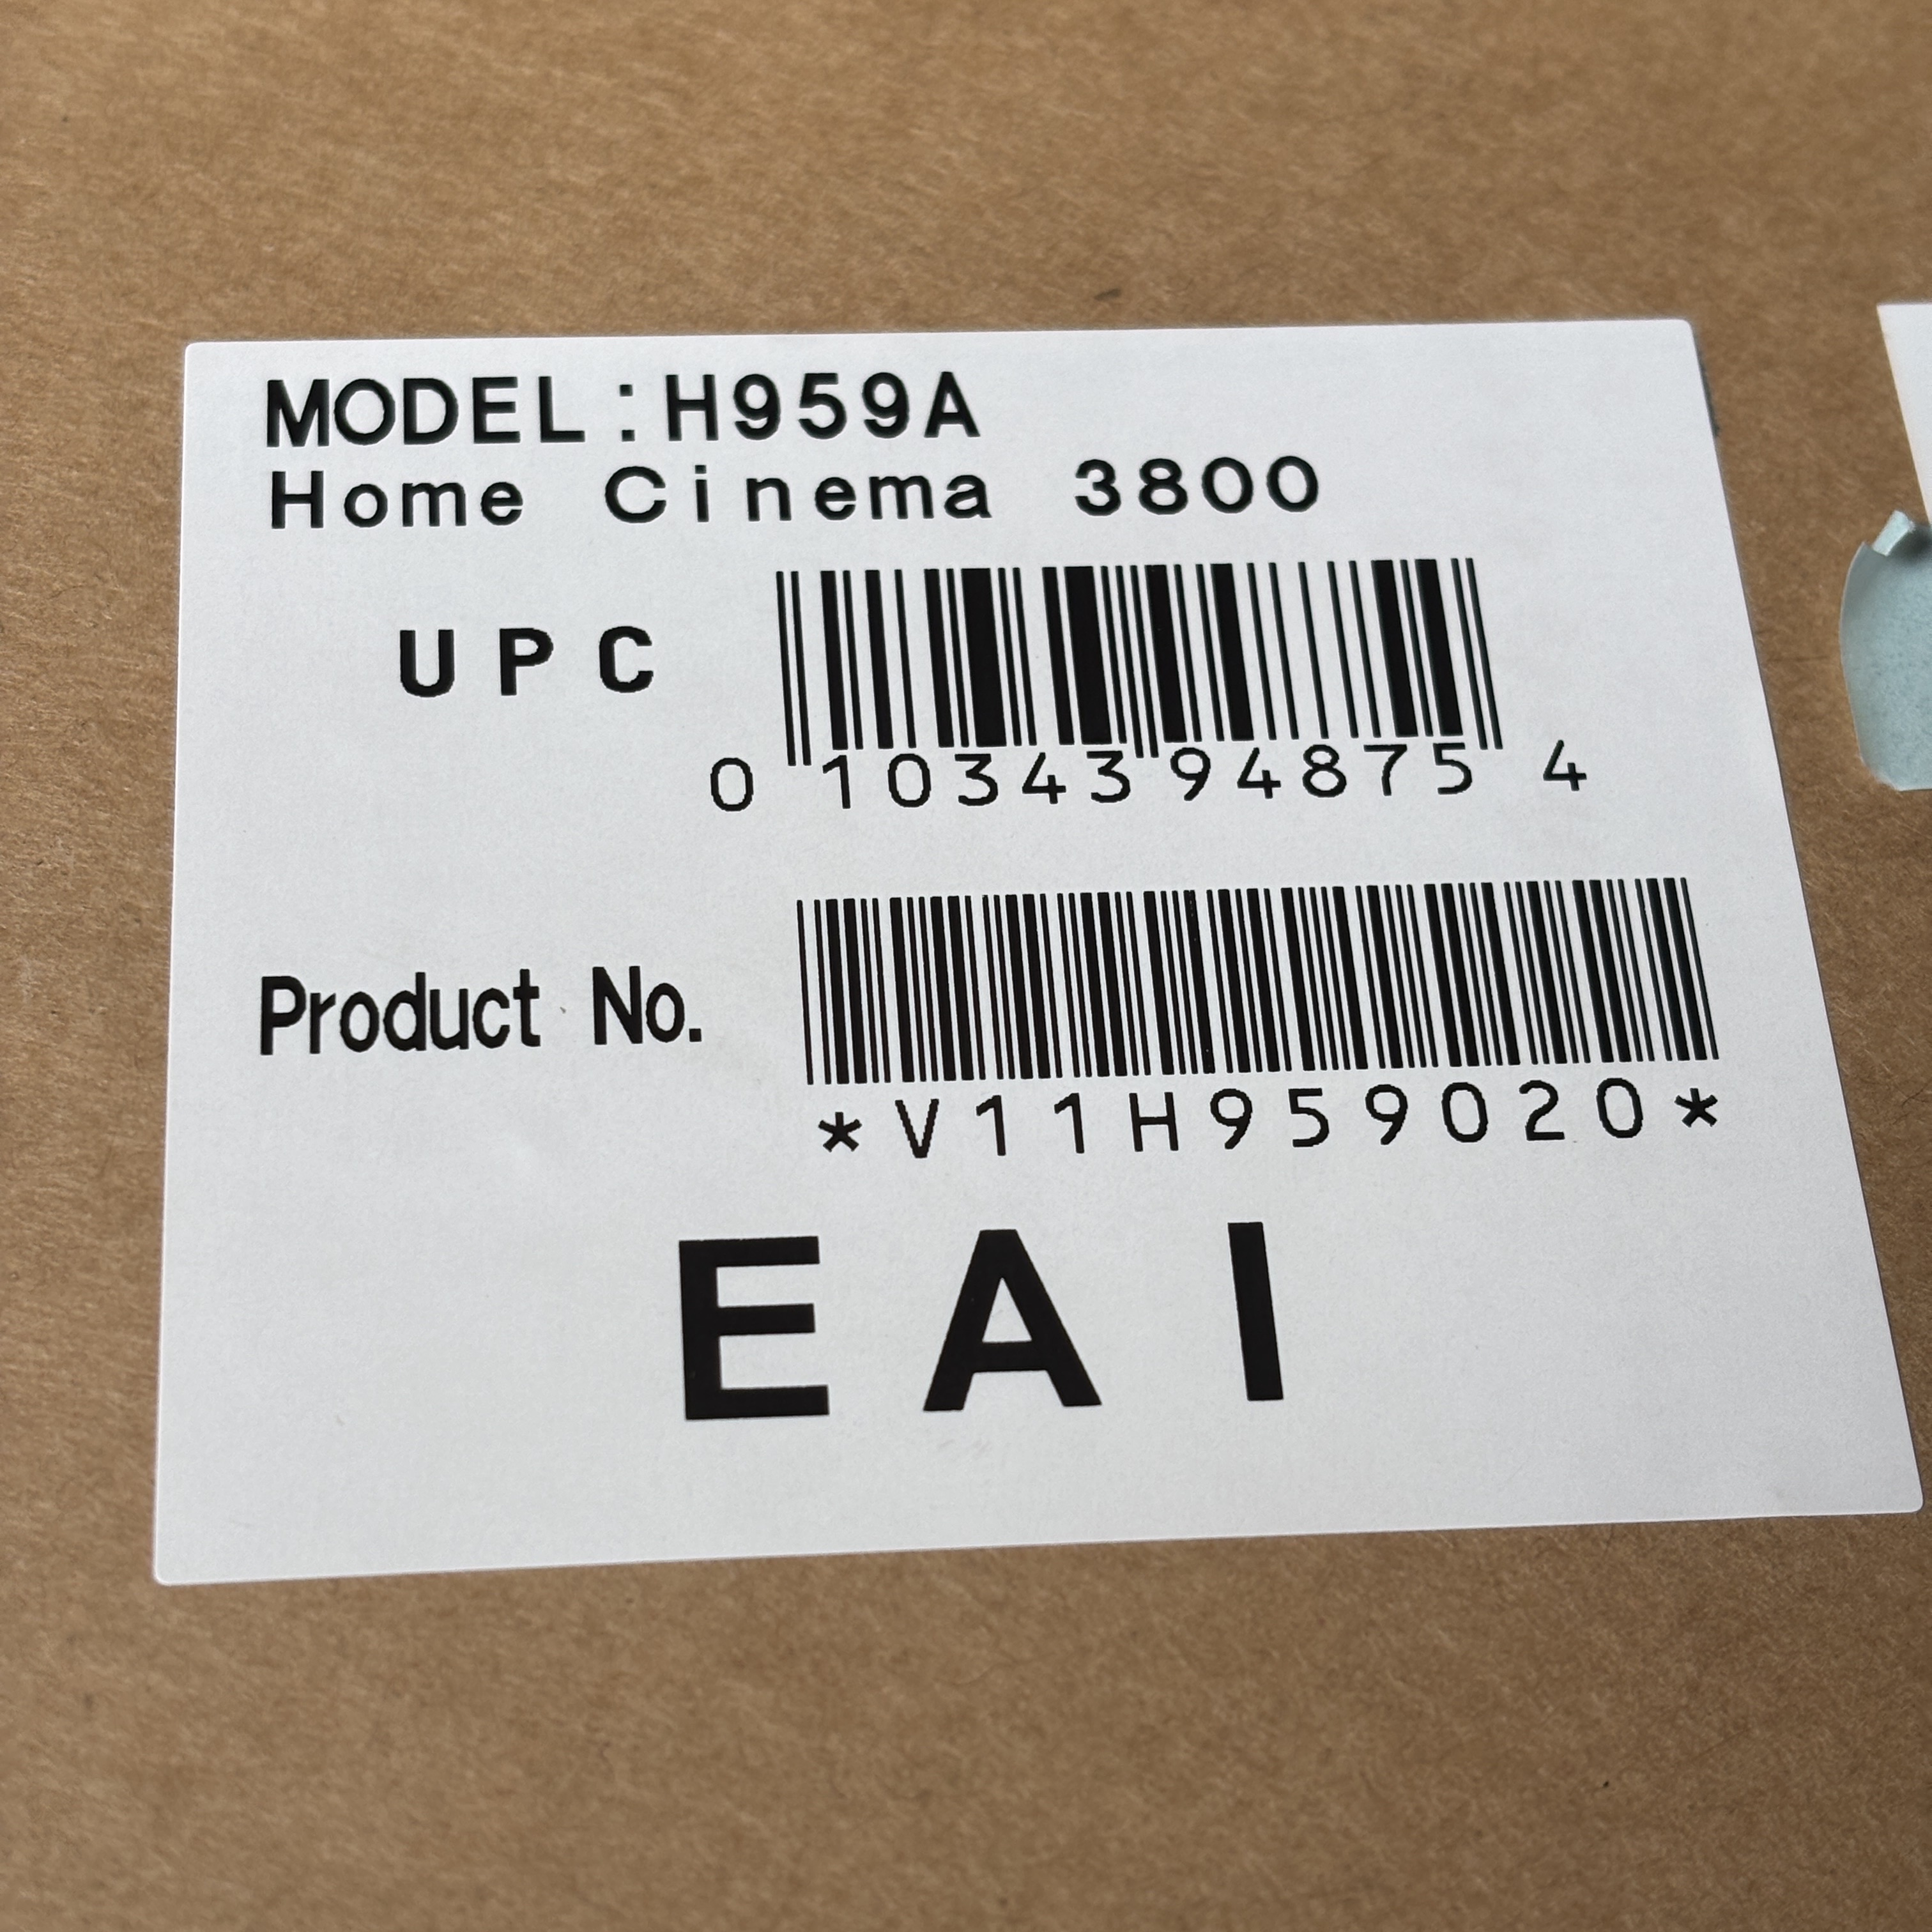 MODEL:H959A
Home Cinema 3800
UPC
0 10343 94875 4
Product No.
*V11H959020*
EAI